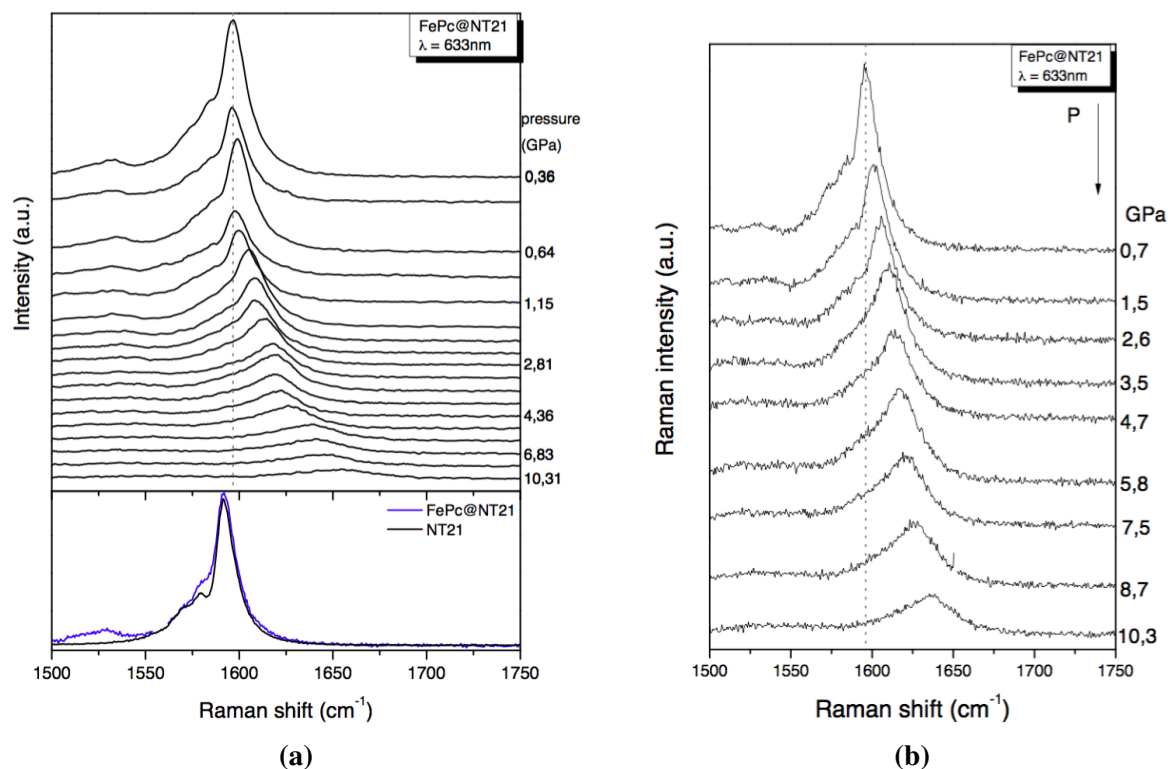 FePc@NT21
λ = 633nm
pressure
(GPa)
0,36
0,64
1,15
2,81
4,36
6,83
10,31
Intensity (a.u.)
FePc@NT21
NT21
1500 1550 1600 1650 1700 1750
Raman shift (cm⁻¹)
(a)
FePc@NT21
λ = 633nm
P
GPa
0,7
1,5
2,6
3,5
4,7
5,8
7,5
8,7
10,3
Raman intensity (a.u.)
1500 1550 1600 1650 1700 1750
Raman shift (cm⁻¹)
(b)